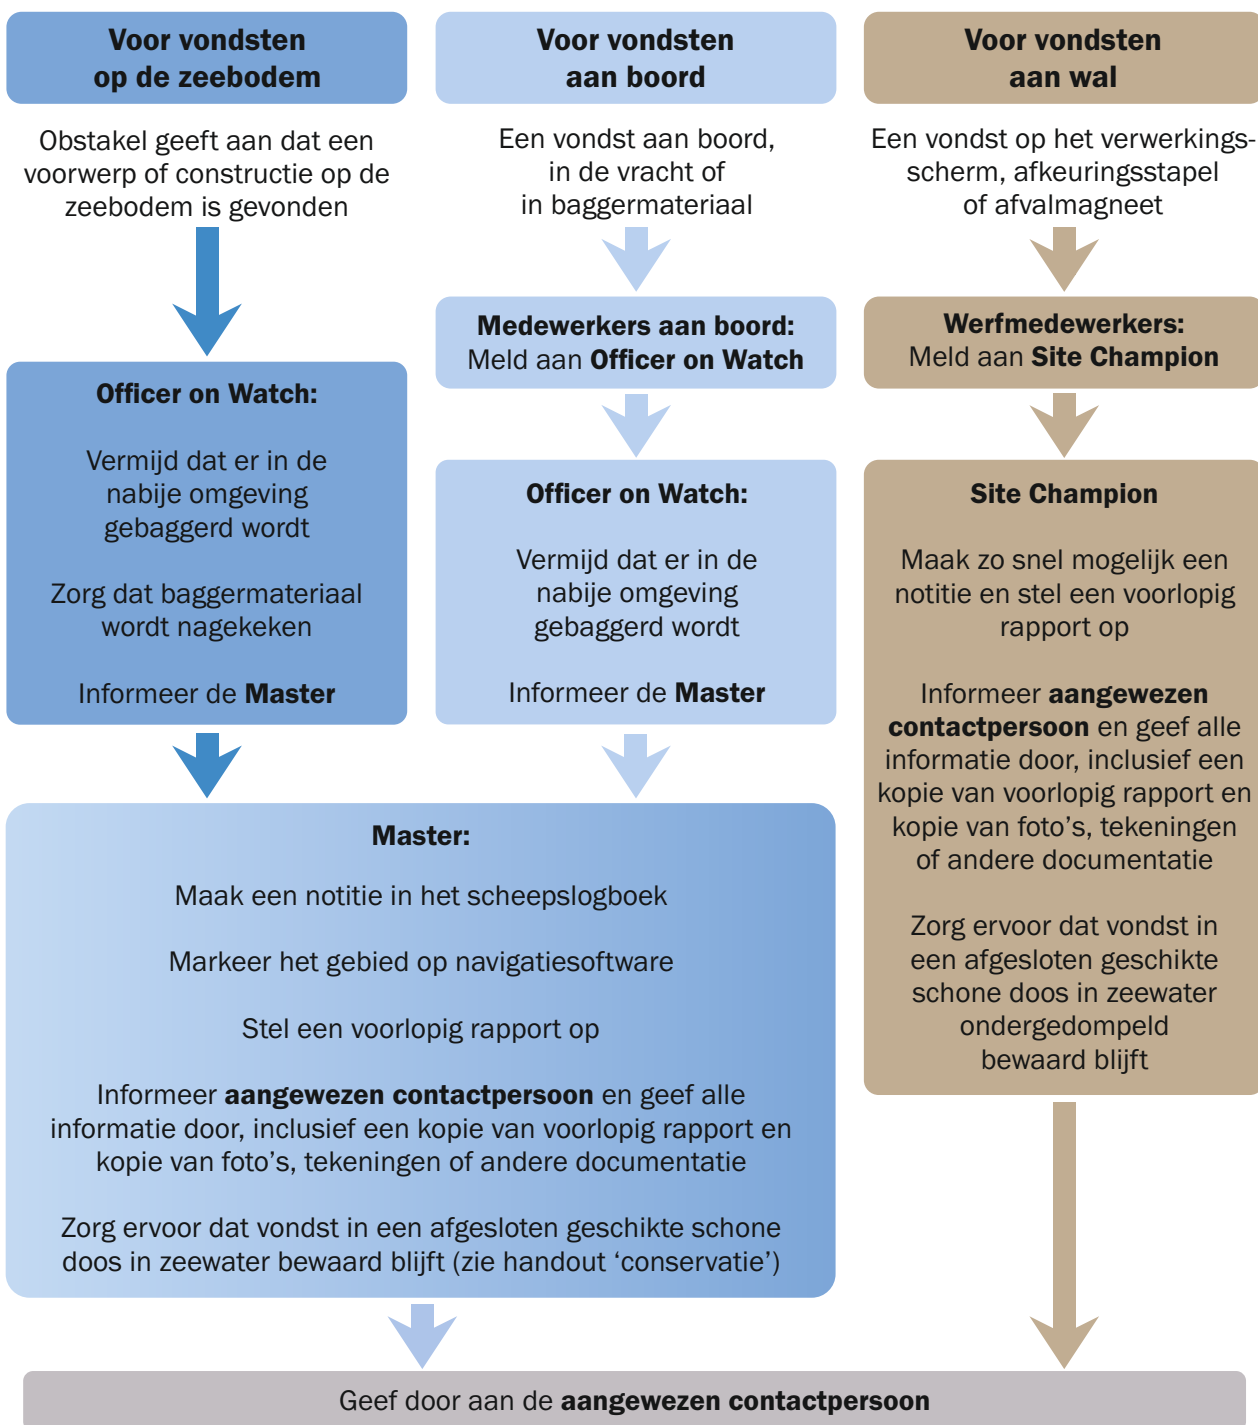 Voor vondsten
op de zeebodem
Obstakel geeft aan dat een
voorwerp of constructie op de
zeebodem is gevonden
Officer on Watch:
Vermijd dat er in de
nabije omgeving
gebaggerd wordt
Zorg dat baggermateriaal
wordt nagekeken
Informeer de Master
Voor vondsten
aan boord
Een vondst aan boord,
in de vracht of
in baggermateriaal
Medewerkers aan boord:
Meld aan Officer on Watch
Officer on Watch:
Vermijd dat er in de
nabije omgeving
gebaggerd wordt
Informeer de Master
Master:
Maak een notitie in het scheepslogboek
Markeer het gebied op navigatiesoftware
Stel een voorlopig rapport op
Informeer aangewezen contactpersoon en geef alle
informatie door, inclusief een kopie van voorlopig rapport en
kopie van foto’s, tekeningen of andere documentatie
Zorg ervoor dat vondst in een afgesloten geschikte schone
doos in zeewater bewaard blijft (zie handout ‘conservatie’)
Voor vondsten
aan wal
Een vondst op het verwerkings-
scherm, afkeuringsstapel
of afvalmagneet
Werfmedewerkers:
Meld aan Site Champion
Site Champion
Maak zo snel mogelijk een
notitie en stel een voorlopig
rapport op
Informeer aangewezen
contactpersoon en geef alle
informatie door, inclusief een
kopie van voorlopig rapport en
kopie van foto’s, tekeningen
of andere documentatie
Zorg ervoor dat vondst in
een afgesloten geschikte
schone doos in zeewater
ondergedompeld
bewaard blijft
Geef door aan de aangewezen contactpersoon